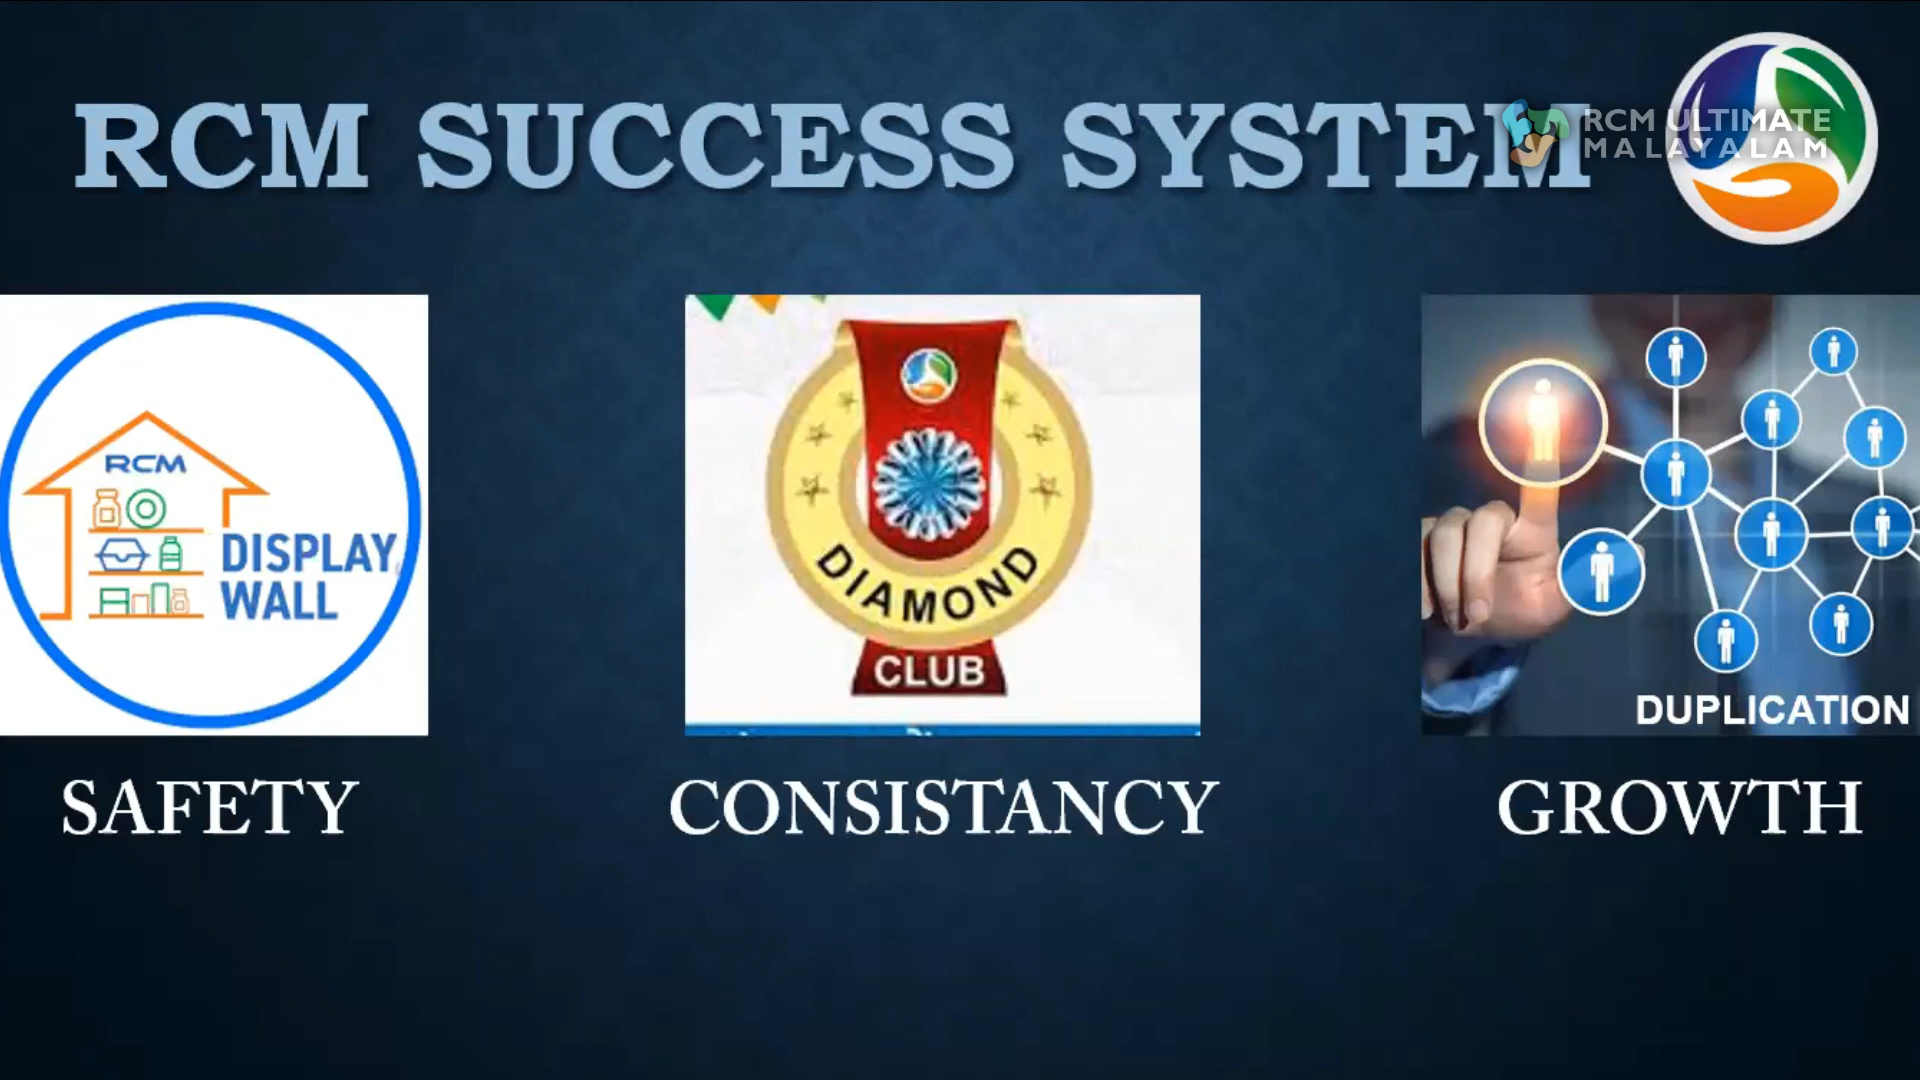 RCM SUCCESS SYSTEM
RCM ULTIMATE
MALAYALAM
RCM
DISPLAY
WALL
DIAMOND
CLUB
DUPLICATION
SAFETY
CONSISTANCY
GROWTH